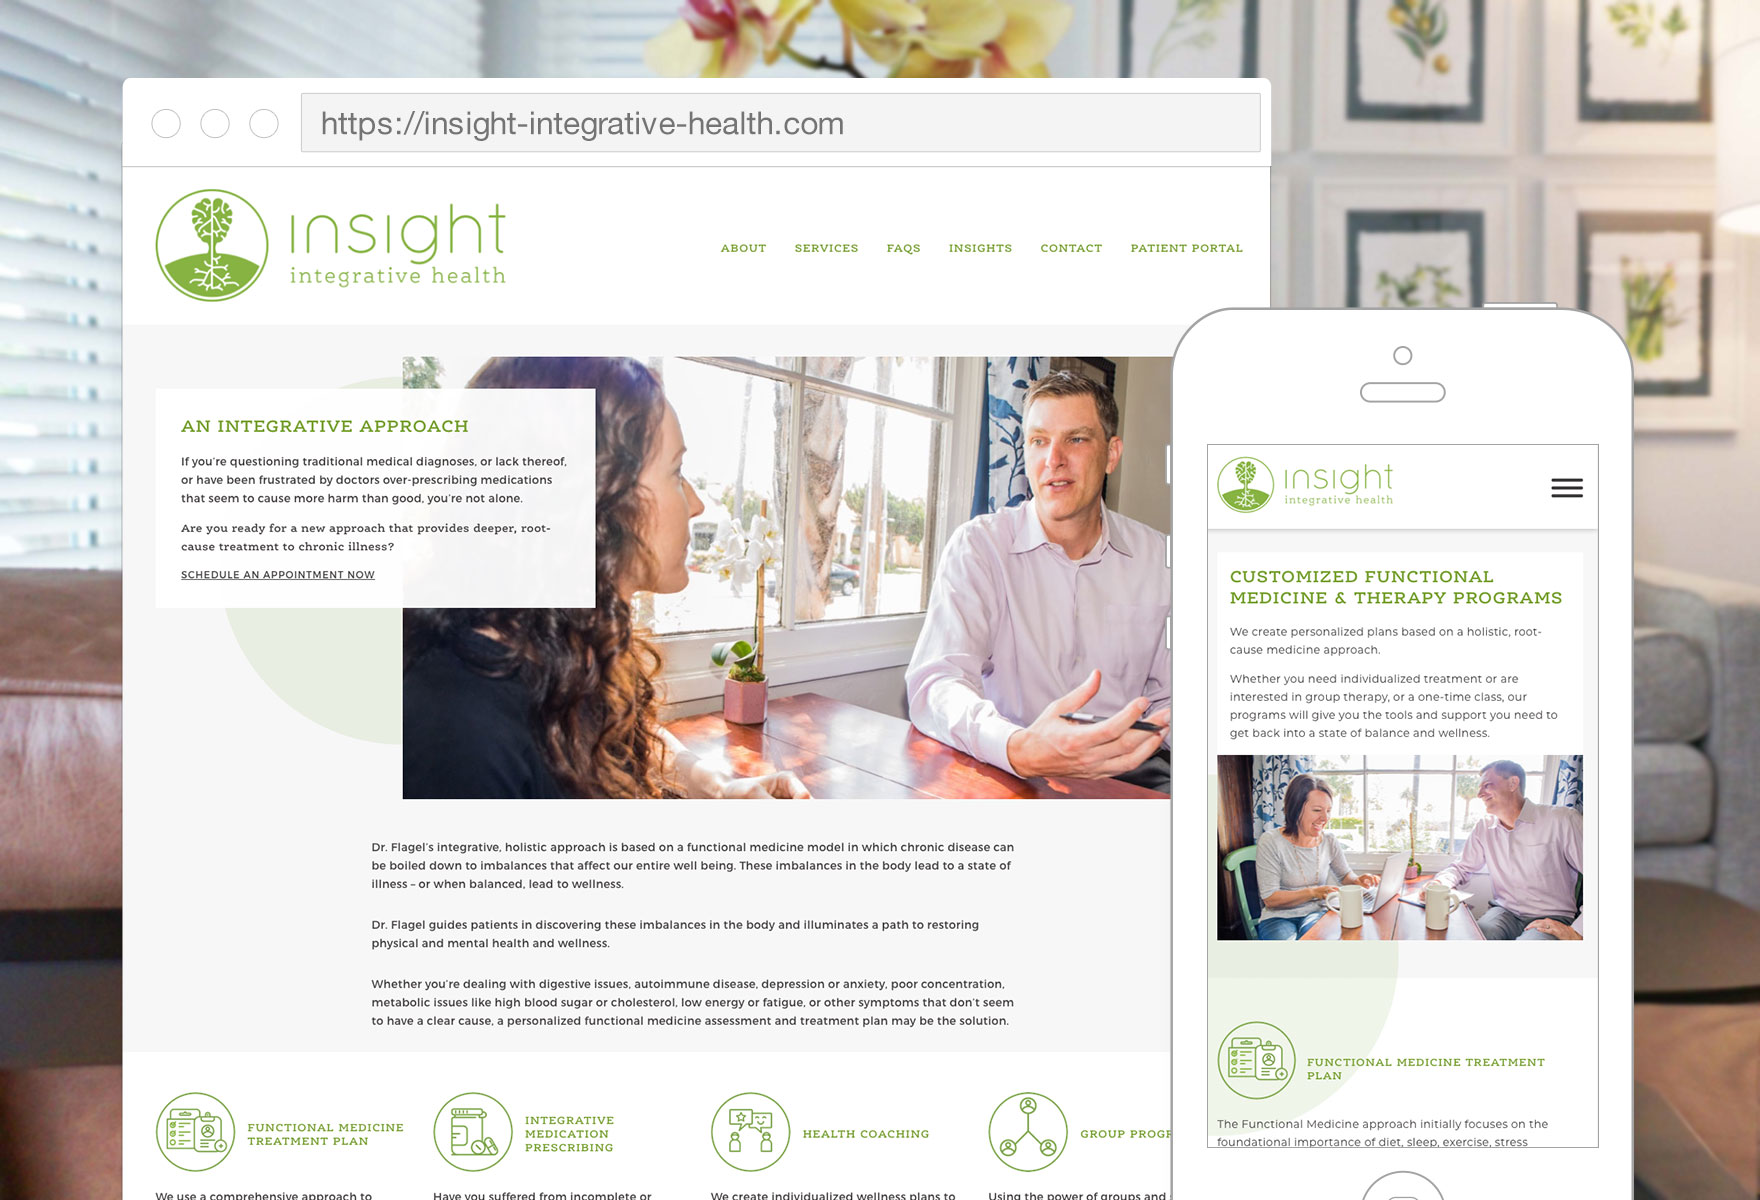 https://insight-integrative-health.com
insight
integrative health
ABOUT SERVICES FAQS INSIGHTS CONTACT PATIENT PORTAL
AN INTEGRATIVE APPROACH
If you're questioning traditional medical diagnoses, or lack thereof,
or have been frustrated by doctors over-prescribing medications
that seem to cause more harm than good, you're not alone.
Are you ready for a new approach that provides deeper, root-
cause treatment to chronic illness?
SCHEDULE AN APPOINTMENT NOW
Dr. Flagel's integrative, holistic approach is based on a functional medicine model in which chronic disease can
be boiled down to imbalances that affect our entire well being. These imbalances in the body lead to a state of
illness – or when balanced, lead to wellness.
Dr. Flagel guides patients in discovering these imbalances in the body and illuminates a path to restoring
physical and mental health and wellness.
Whether you're dealing with digestive issues, autoimmune disease, depression or anxiety, poor concentration,
metabolic issues like high blood sugar or cholesterol, low energy or fatigue, or other symptoms that don't seem
to have a clear cause, a personalized functional medicine assessment and treatment plan may be the solution.
FUNCTIONAL MEDICINE
TREATMENT PLAN
We use a comprehensive approach to
INTEGRATIVE
MEDICATION
PRESCRIBING
Have you suffered from incomplete or
HEALTH COACHING
We create individualized wellness plans to
GROUP PROGR
Using the power of groups and
insight
integrative health
CUSTOMIZED FUNCTIONAL
MEDICINE & THERAPY PROGRAMS
We create personalized plans based on a holistic, root-
cause medicine approach.
Whether you need individualized treatment or are
interested in group therapy, or a one-time class, our
programs will give you the tools and support you need to
get back into a state of balance and wellness.
FUNCTIONAL MEDICINE TREATMENT
PLAN
The Functional Medicine approach initially focuses on the
foundational importance of diet, sleep, exercise, stress